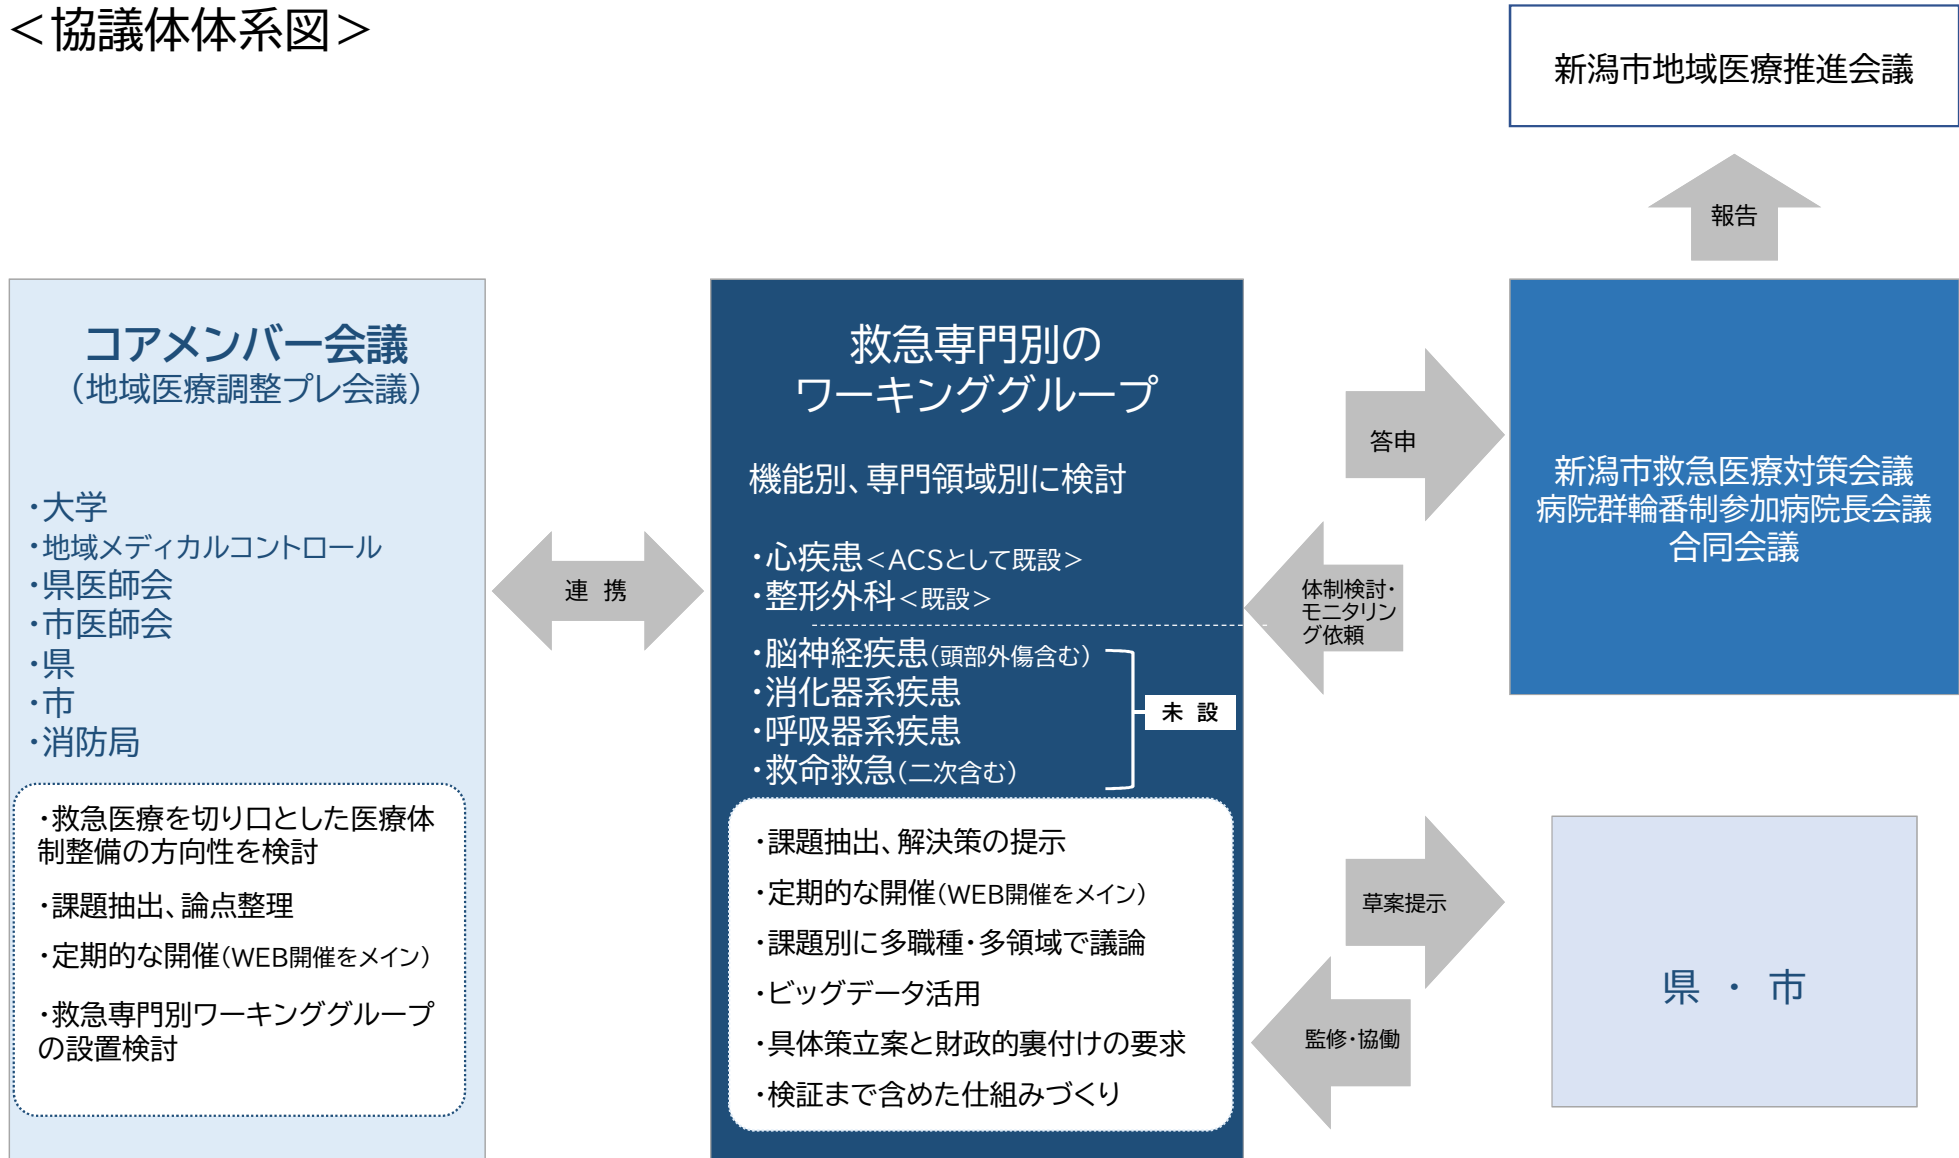 ＜協議体体系図＞
新潟市地域医療推進会議
報告
コアメンバー会議
（地域医療調整プレ会議）
・大学
・地域メディカルコントロール
・県医師会
・市医師会
・県
・市
・消防局
・救急医療を切り口とした医療体
制整備の方向性を検討
・課題抽出、論点整理
・定期的な開催（WEB開催をメイン）
・救急専門別ワーキンググループ
の設置検討
連 携
救急専門別の
ワーキンググループ
機能別、専門領域別に検討
・心疾患＜ACSとして既設＞
・整形外科＜既設＞
・脳神経疾患（頭部外傷含む）
・消化器系疾患
・呼吸器系疾患
・救命救急（二次含む）
未 設
・課題抽出、解決策の提示
・定期的な開催（WEB開催をメイン）
・課題別に多職種・多領域で議論
・ビッグデータ活用
・具体策立案と財政的裏付けの要求
・検証まで含めた仕組みづくり
答申
体制検討・
モニタリン
グ依頼
新潟市救急医療対策会議
病院群輪番制参加病院長会議
合同会議
草案提示
監修・協働
県 ・ 市